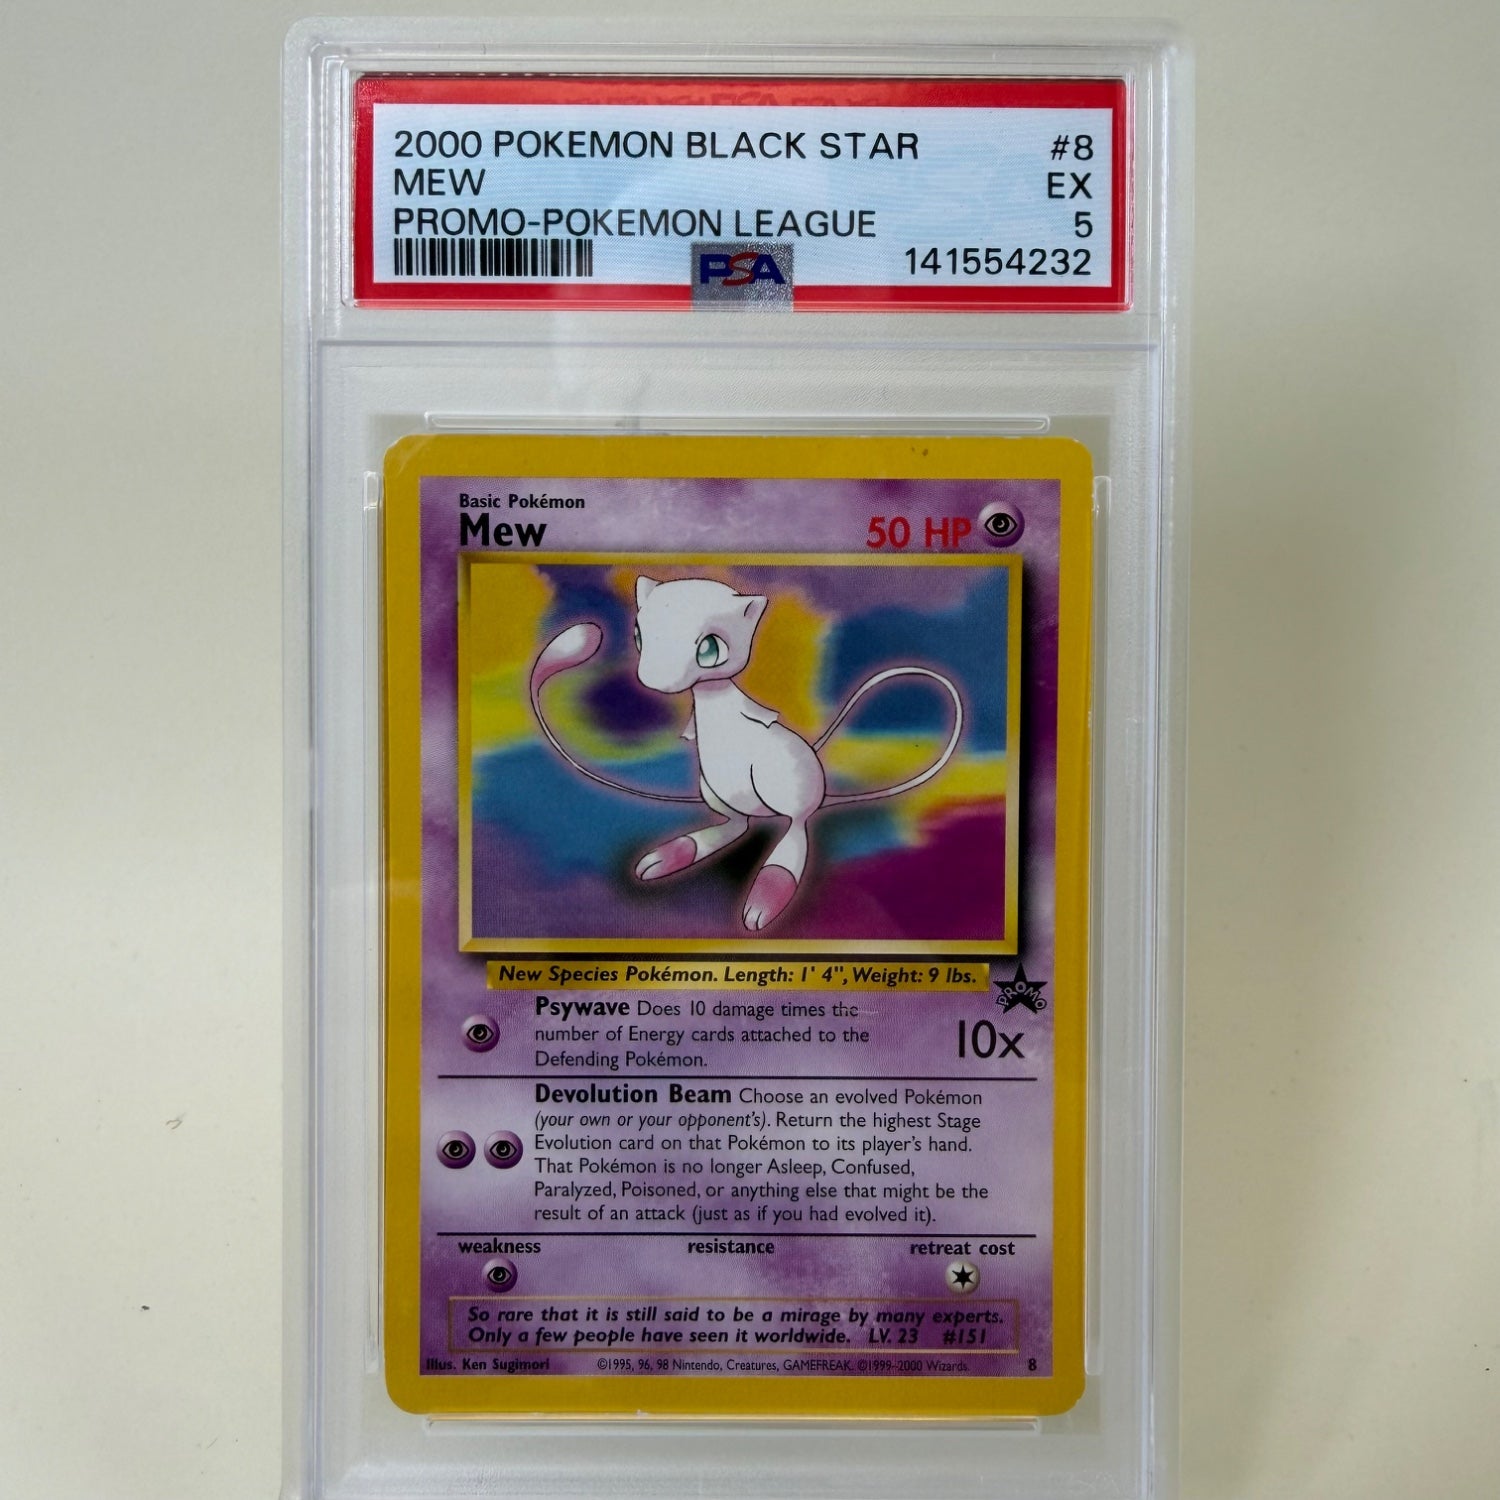 2000 POKEMON BLACK STAR #8
MEW EX
PROMO-POKEMON LEAGUE 5
PSA 141554232
Basic Pokémon
Mew 50 HP
New Species Pokémon. Length: 1' 4", Weight: 9 lbs.
PROMO
Psywave Does 10 damage times the
number of Energy cards attached to the
Defending Pokémon.
10x
Devolution Beam Choose an evolved Pokémon
(your own or your opponent's). Return the highest Stage
Evolution card on that Pokémon to its player's hand.
That Pokémon is no longer Asleep, Confused,
Paralyzed, Poisoned, or anything else that might be the
result of an attack (just as if you had evolved it).
weakness resistance retreat cost
So rare that it is still said to be a mirage by many experts.
Only a few people have seen it worldwide. LV. 23 #151
Illus. Ken Sugimori ©1995, 96, 98 Nintendo, Creatures, GAMEFREAK. ©1999-2000 Wizards. 8